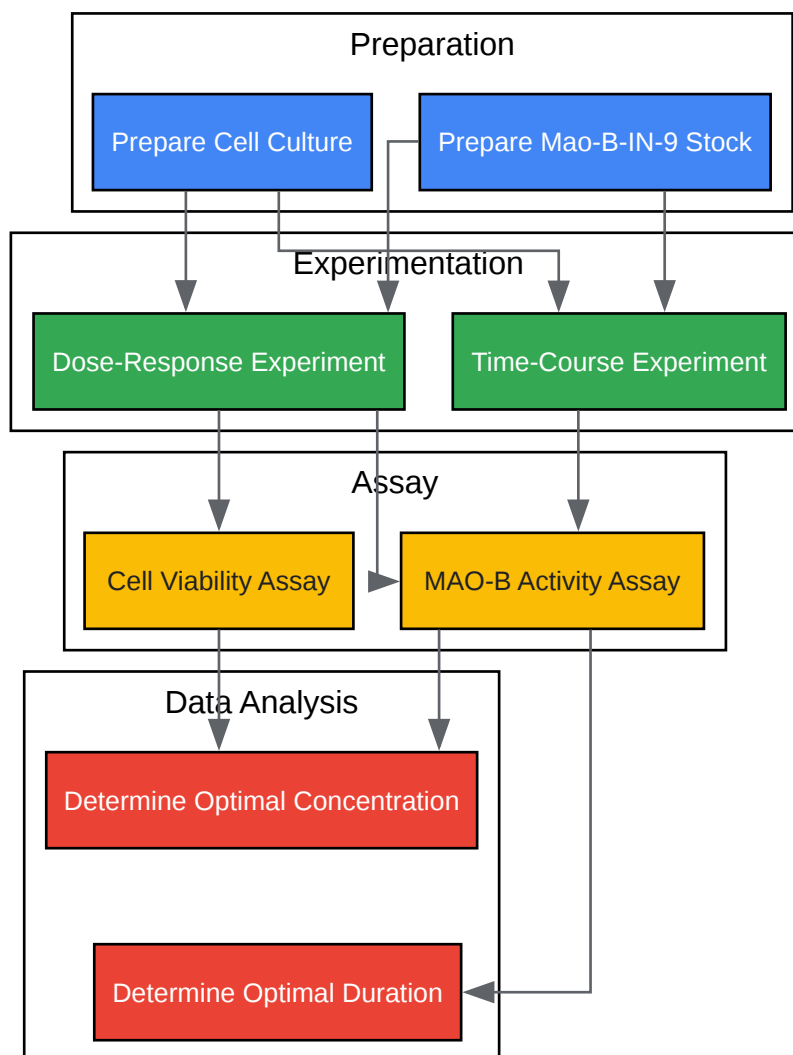 Preparation
Prepare Cell Culture
Prepare Mao-B-IN-9 Stock
Experimentation
Dose-Response Experiment
Time-Course Experiment
Assay
Cell Viability Assay
MAO-B Activity Assay
Data Analysis
Determine Optimal Concentration
Determine Optimal Duration